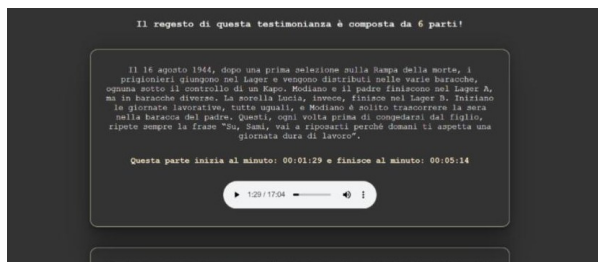 Il regesto di questa testimonianza è composta da 6 parti!
Il 16 agosto 1944, dopo una prima selezione sulla Rampa della morte, i
prigionieri giungono nel Lager e vengono distribuiti nelle varie baracche,
ognuna sotto il controllo di un Kapo. Modiano e il padre finiscono nel Lager A,
ma in baracche diverse. La sorella Lucia, invece, finisce nel Lager B. Iniziano
le giornate lavorative, tutte uguali, e Modiano è solito trascorrere la sera
nella baracca del padre. Questi, ogni volta prima di congedarsi dal figlio,
ripete sempre la frase "Su, Sami, vai a riposarti perché domani ti aspetta una
giornata dura di lavoro".
Questa parte inizia al minuto: 00:01:29 e finisce al minuto: 00:05:14
1:29 / 17:04